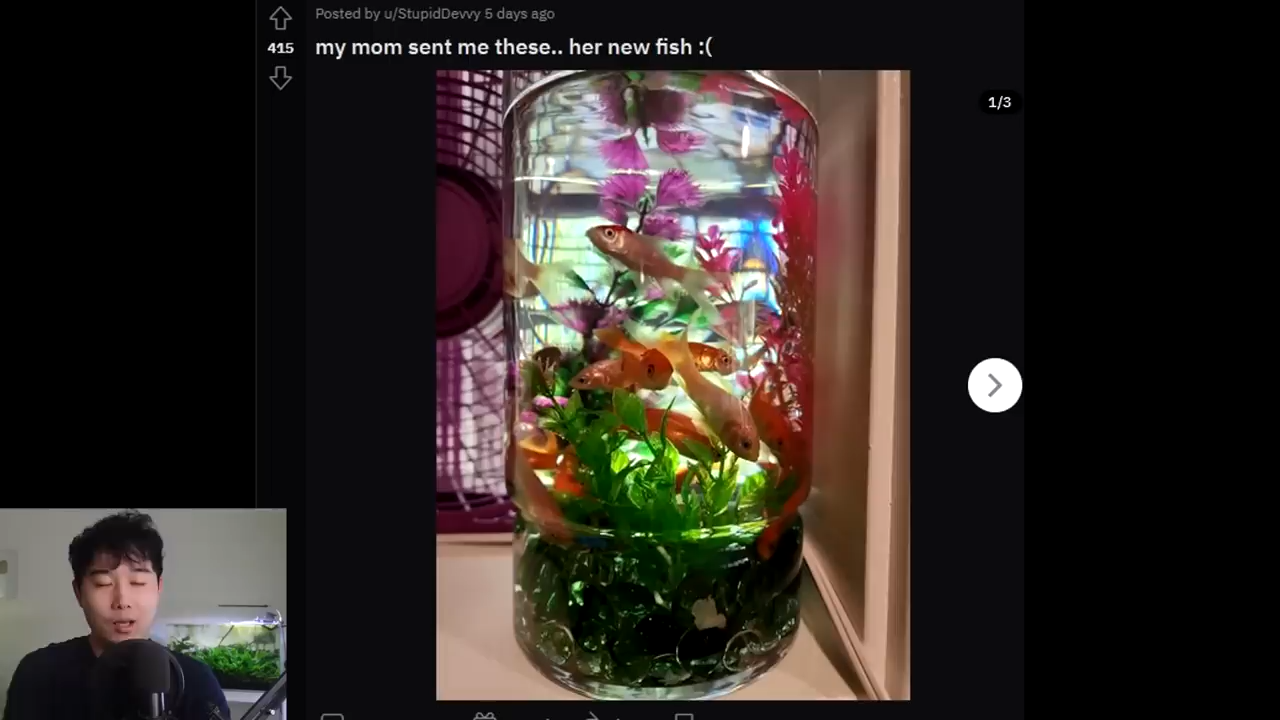 Posted by u/StupidDevvy 5 days ago
415
my mom sent me these.. her new fish :(
1/3